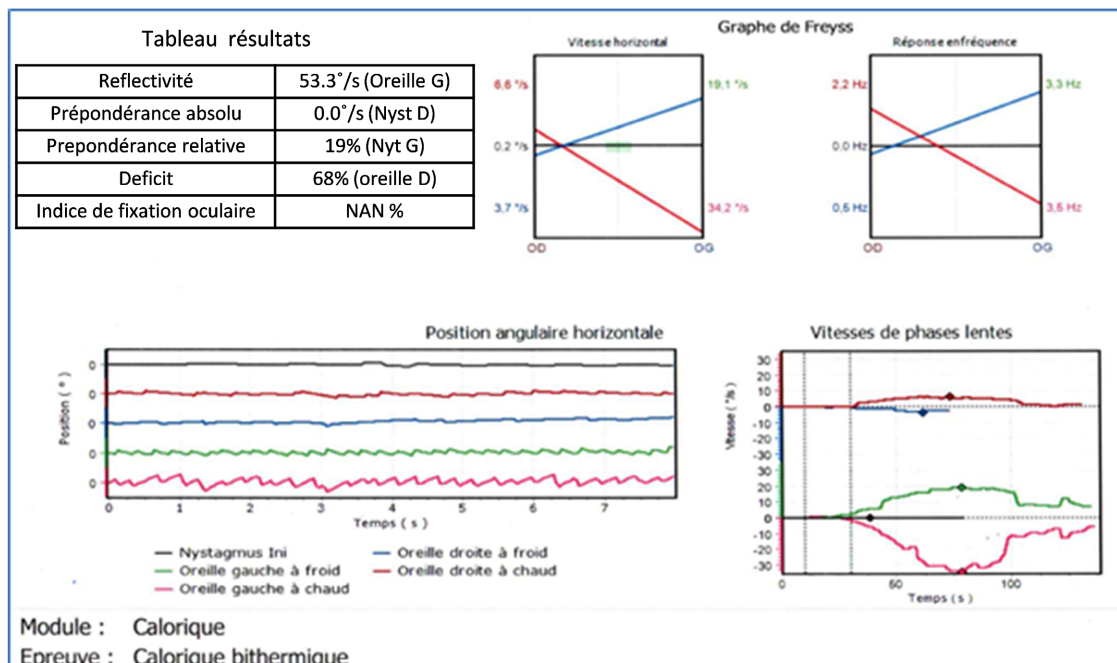 Tableau résultats
Reflectivité 53.3°/s (Oreille G)
Prépondérance absolu 0.0°/s (Nyst D)
Prepondérance relative 19% (Nyt G)
Deficit 68% (oreille D)
Indice de fixation oculaire NAN %
Graphe de Freyss
Vitesse horizontal
6,6 °/s
19,1 °/s
0,2 °/s
3,7 °/s
34,2 °/s
OD
OG
Réponse enfréquence
2,2 Hz
3,3 Hz
0,0 Hz
0,5 Hz
3,5 Hz
OD
OG
Position angulaire horizontale
Position ( ° )
0
0
0
0
0
0 1 2 3 4 5 6 7
Temps ( s )
Nystagmus Ini
Oreille droite à froid
Oreille gauche à froid
Oreille droite à chaud
Oreille gauche à chaud
Vitesses de phases lentes
Vitesse ( °/s )
30
20
10
0
-10
-20
-30
30
20
10
0
-10
-20
-30
0 50 100
Temps ( s )
Module : Calorique
Epreuve : Calorique bithermique